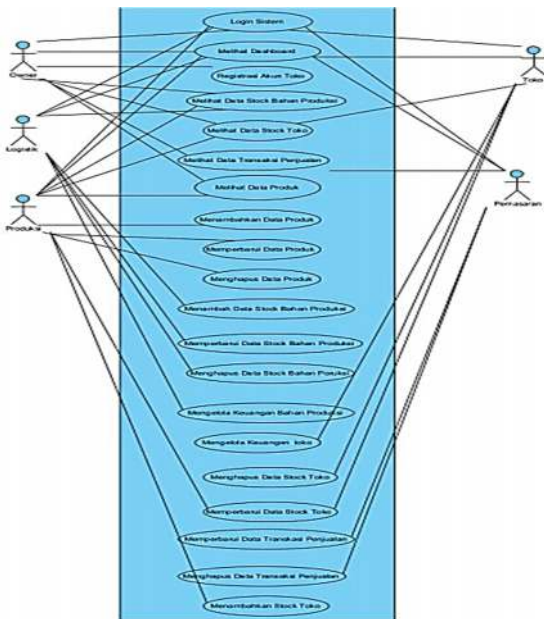 Login Sistem
Melihat Dashboard
Owner
Toko
Registrasi Akun Toko
Melihat Data Stock Bahan Produksi
Melihat Data Stock Toko
Logistik
Melihat Data Transaksi Penjualan
Melihat Data Produk
Pemasaran
Menambahkan Data Produk
Produksi
Memperbarui Data Produk
Menghapus Data Produk
Menambah Data Stock Bahan Produksi
Memperbarui Data Stock Bahan Produksi
Menghapus Data Stock Bahan Poruksi
Mengelola Keuangan Bahan Produksi
Mengelola Keuangan toko
Menghapus Data Stock Toko
Memperbarui Data Stock Toko
Memperbarui Data Transkasi Penjualan
Menghapus Data Transaksi Penjualan
Menambahkan Stock Toko